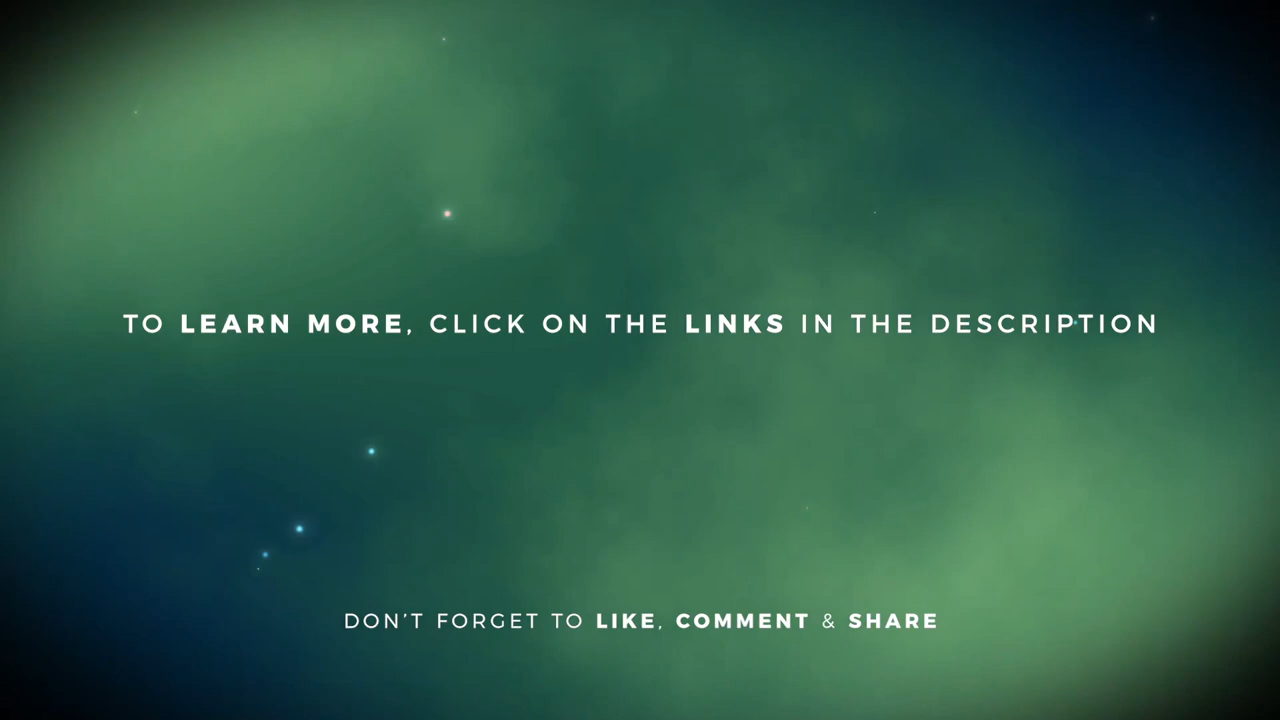 TO LEARN MORE, CLICK ON THE LINKS IN THE DESCRIPTION
DON'T FORGET TO LIKE, COMMENT & SHARE